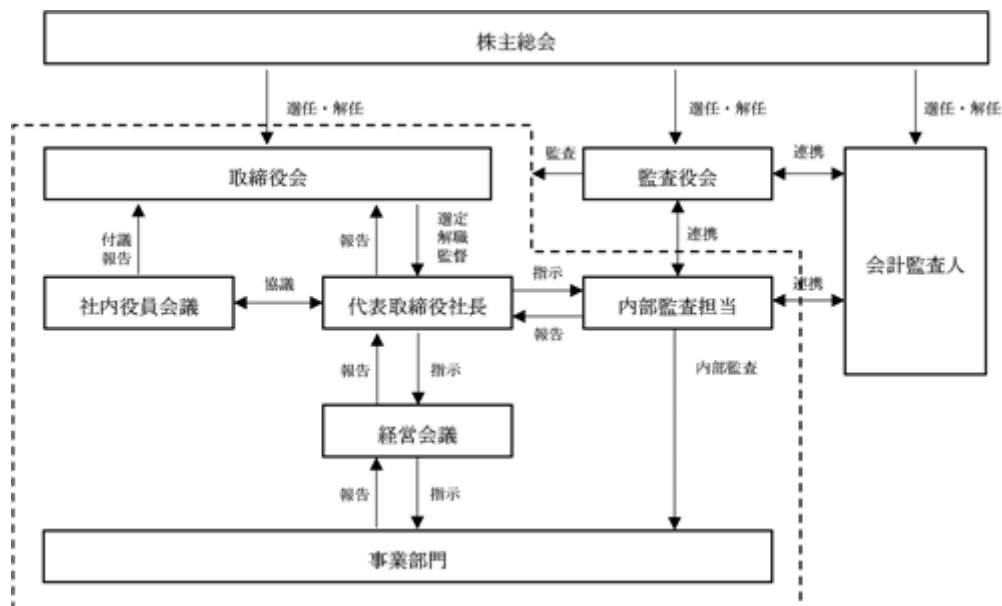 株主総会
選任・解任
選任・解任
選任・解任
取締役会
監査
監査役会
連携
会計監査人
付議
報告
報告
選定
解職
監督
連携
社内役員会議
協議
代表取締役社長
指示
報告
内部監査担当
連携
報告
指示
内部監査
経営会議
報告
指示
事業部門